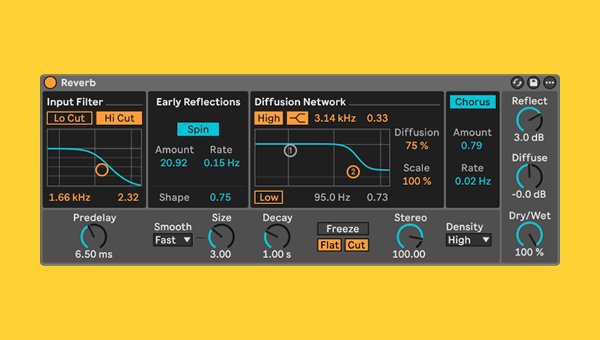 Reverb
Input Filter
Lo Cut Hi Cut
1.66 kHz 2.32
Early Reflections
Spin
Amount Rate
20.92 0.15 Hz
Shape 0.75
Diffusion Network
High 3.14 kHz 0.33
1
2
Diffusion
75 %
Scale
100 %
Low 95.0 Hz 0.73
Chorus
Amount
0.79
Rate
0.02 Hz
Reflect
3.0 dB
Diffuse
-0.0 dB
Dry/Wet
100 %
Predelay
6.50 ms
Smooth
Fast
Size
3.00
Decay
1.00 s
Freeze
Flat Cut
Stereo
100.00
Density
High